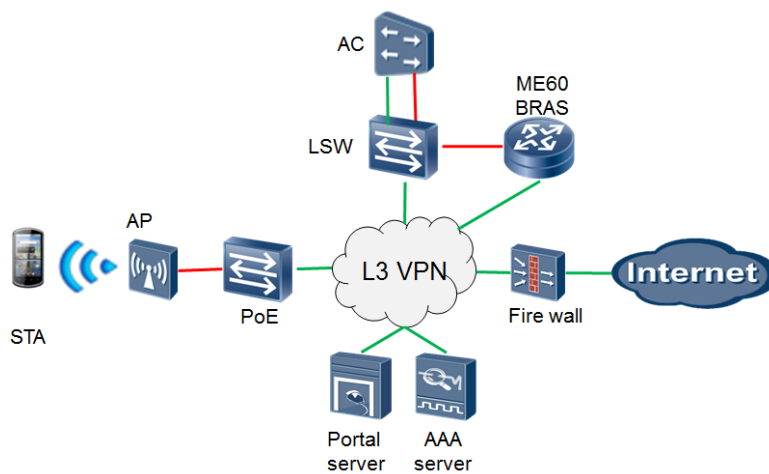 AC
ME60
BRAS
LSW
AP
L3 VPN
Internet
PoE
Fire wall
STA
Portal
server
AAA
server